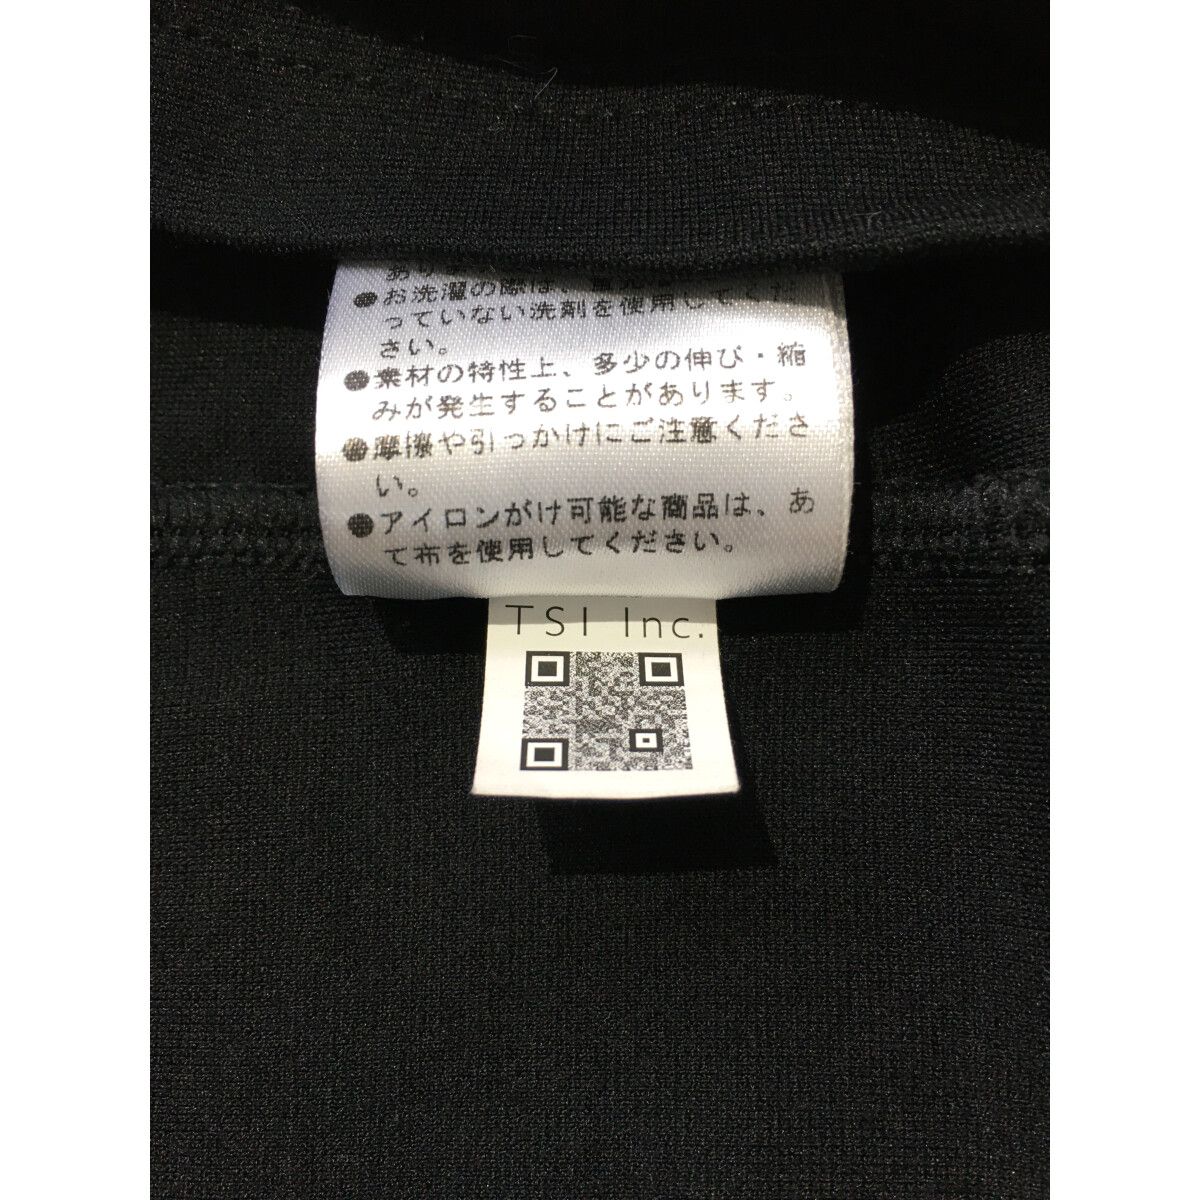 ●お洗濯の際は、
っていない洗剤を使用してくだ
さい。
●素材の特性上、多少の伸び・縮
みが発生することがあります。
●摩擦や引っかけにご注意くださ
い。
●アイロンがけ可能な商品は、あ
て布を使用してください。
TSI Inc.